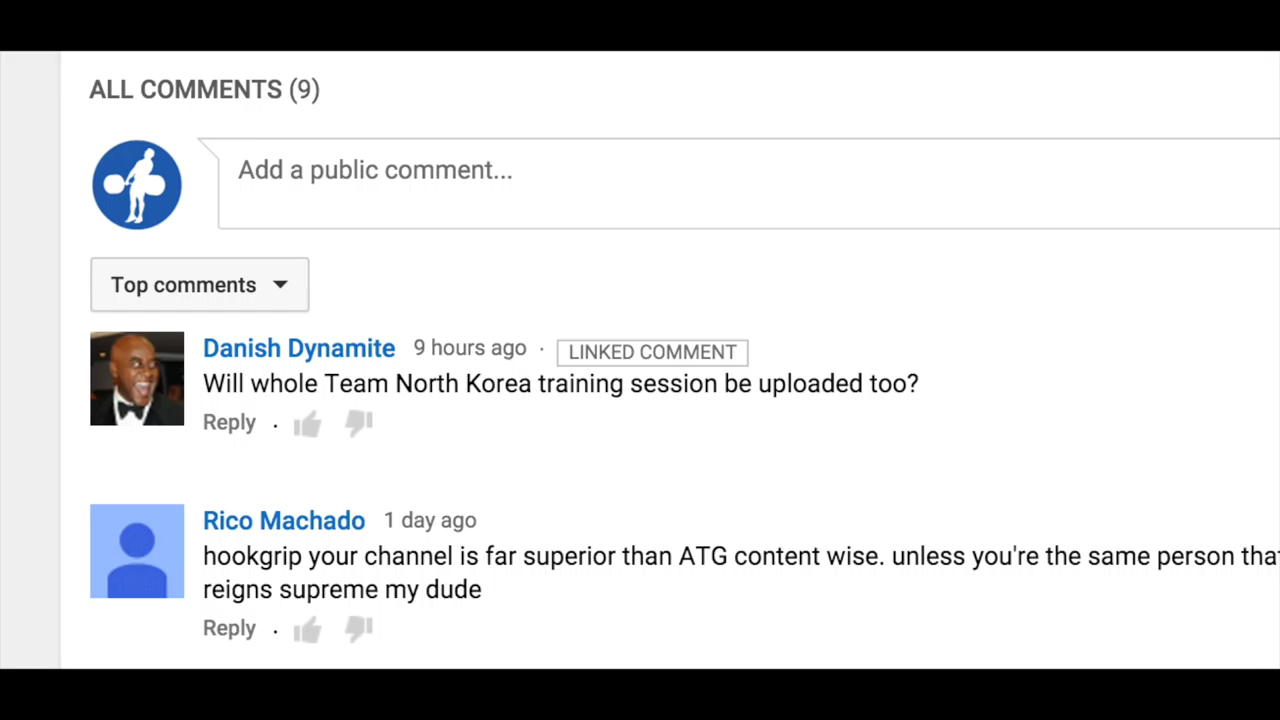 ALL COMMENTS (9)
Add a public comment...
Top comments
Danish Dynamite 9 hours ago · LINKED COMMENT
Will whole Team North Korea training session be uploaded too?
Reply ·
Rico Machado 1 day ago
hookgrip your channel is far superior than ATG content wise. unless you're the same person tha
reigns supreme my dude
Reply ·